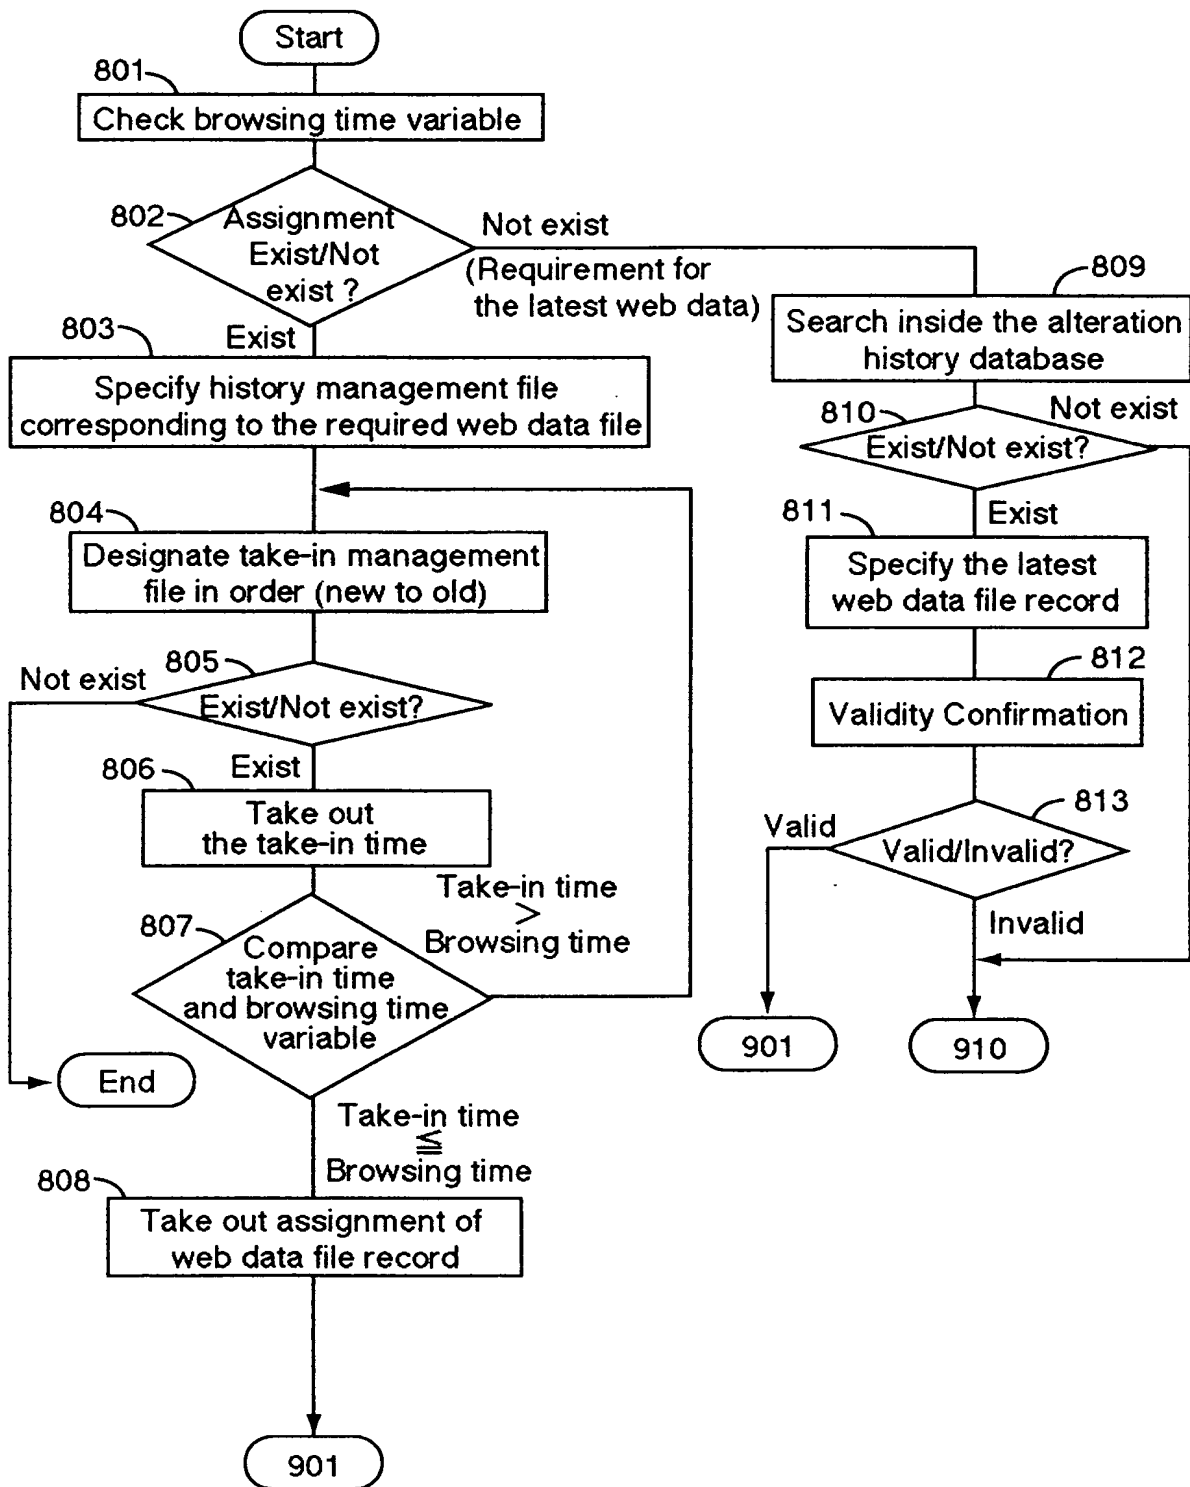 Start
801
Check browsing time variable
802
Assignment
Exist/Not
exist ?
Not exist
(Requirement for
the latest web data)
Exist
803
Specify history management file
corresponding to the required web data file
804
Designate take-in management
file in order (new to old)
805
Not exist
Exist/Not exist?
Exist
806
Take out
the take-in time
807
Compare
take-in time
and browsing time
variable
Take-in time
>
Browsing time
End
Take-in time
≦
Browsing time
808
Take out assignment of
web data file record
901
809
Search inside the alteration
history database
810
Exist/Not exist?
Not exist
Exist
811
Specify the latest
web data file record
812
Validity Confirmation
813
Valid/Invalid?
Valid
Invalid
901
910